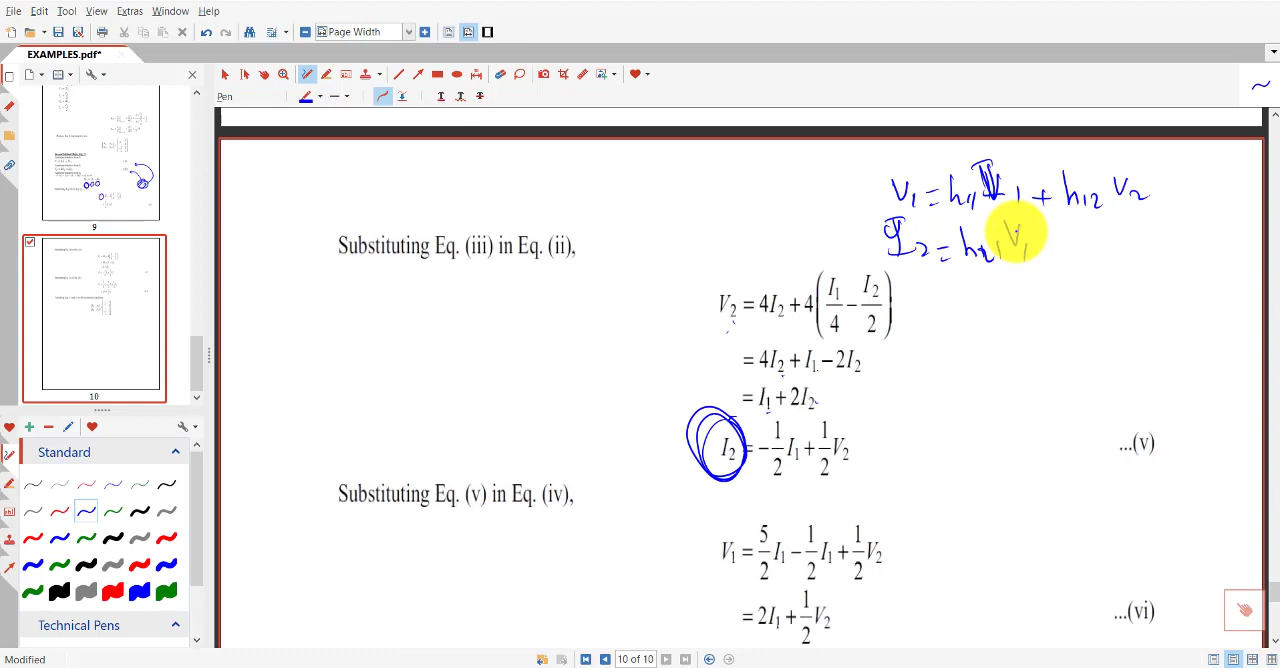 File Edit Tool View Extras Window Help
Page Width
EXAMPLES.pdf*
Pen
9
10
V₁ = h₁₁ I₁ + h₁₂ V₂
I₂ = h₂₁ V₁
Substituting Eq. (iii) in Eq. (ii),
V₂ = 4I₂ + 4(I₁/4 − I₂/2)
= 4I₂ + I₁ − 2I₂
= I₁ + 2I₂
I₂ = −1/2 I₁ + 1/2 V₂ ...(v)
Substituting Eq. (v) in Eq. (iv),
V₁ = 5/2 I₁ − 1/2 I₁ + 1/2 V₂
= 2I₁ + 1/2 V₂ ...(vi)
Standard
Technical Pens
Modified
10 of 10